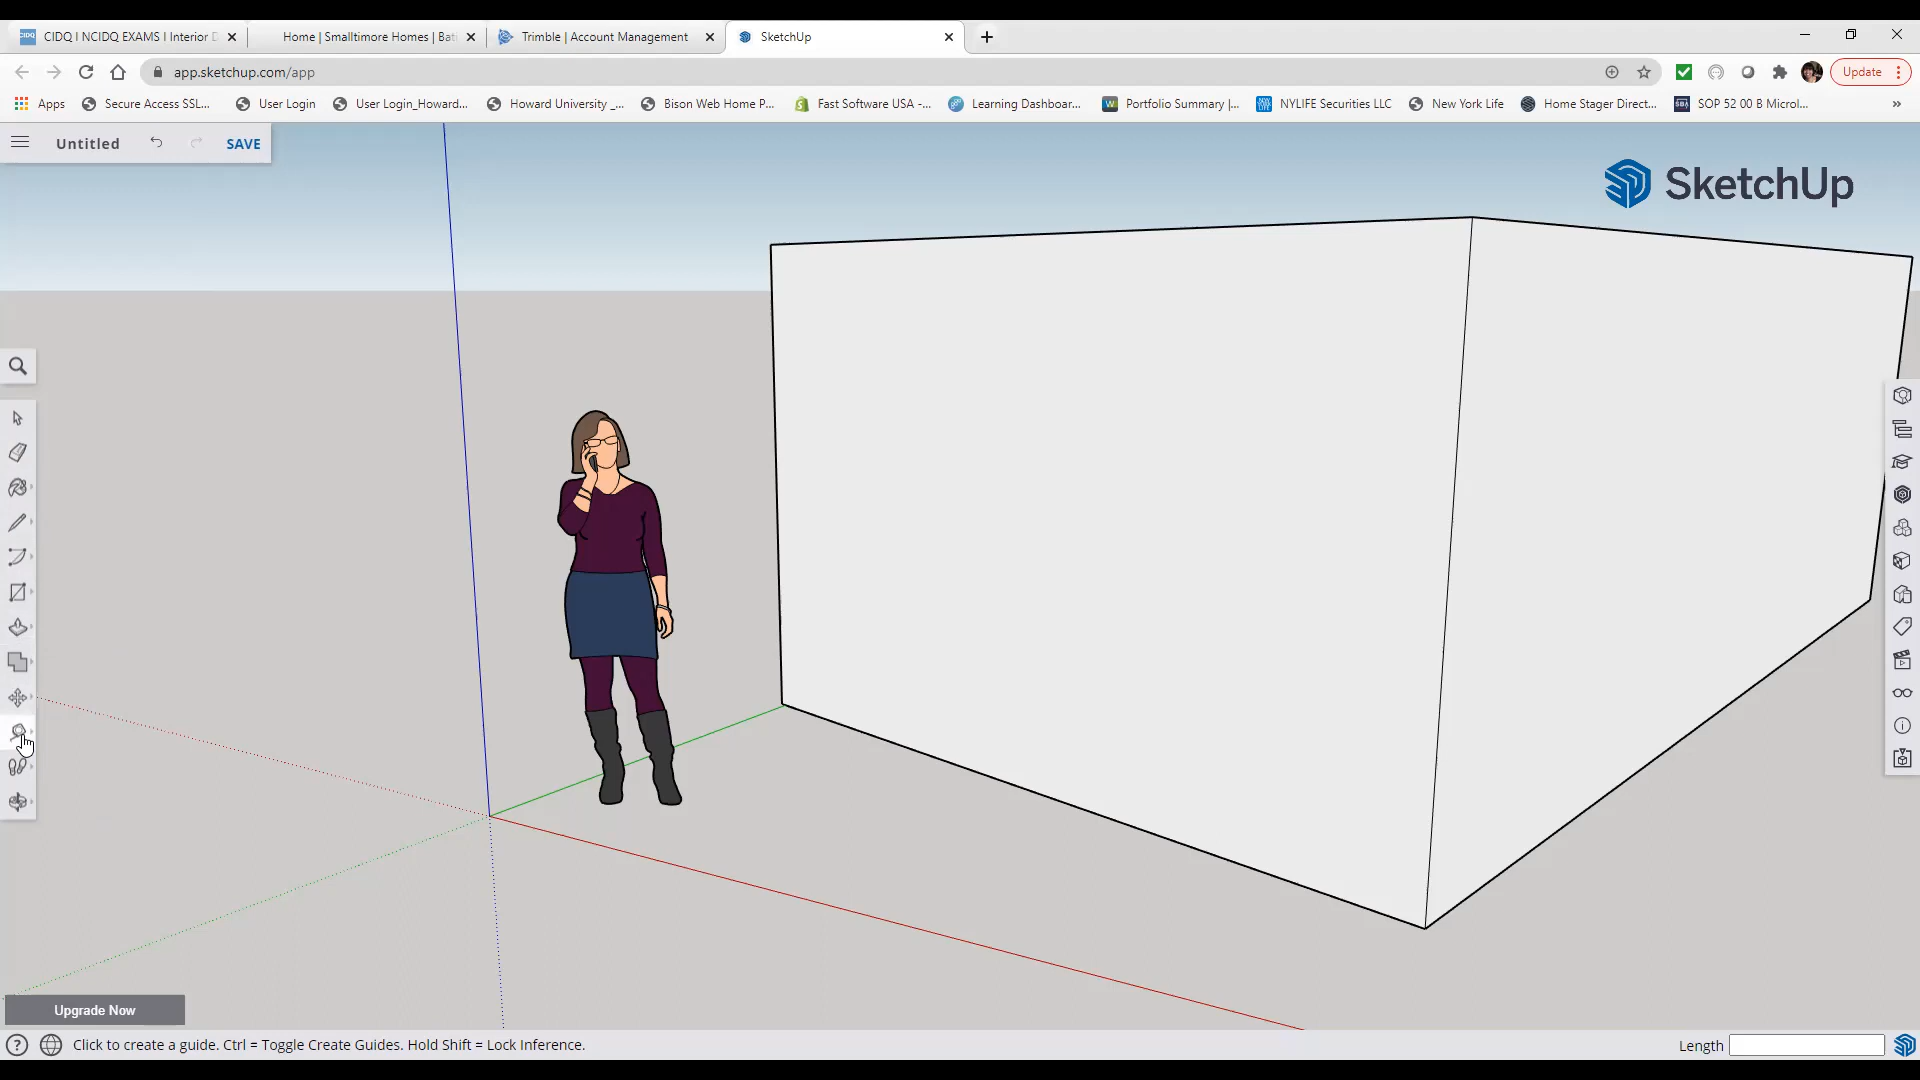 CIDQ
CIDQ I NCIDQ EXAMS I Interior D
Home | Smalltimore Homes | Balt
Trimble | Account Management
SketchUp
app.sketchup.com/app
Update
Apps
Secure Access SSL...
User Login
User Login_Howard...
Howard University _...
Bison Web Home P...
Fast Software USA -...
Learning Dashboar...
Portfolio Summary |...
NYLIFE Securities LLC
New York Life
Home Stager Direct...
SOP 52 00 B Microl...
Untitled
SAVE
SketchUp
Upgrade Now
Click to create a guide. Ctrl = Toggle Create Guides. Hold Shift = Lock Inference.
Length